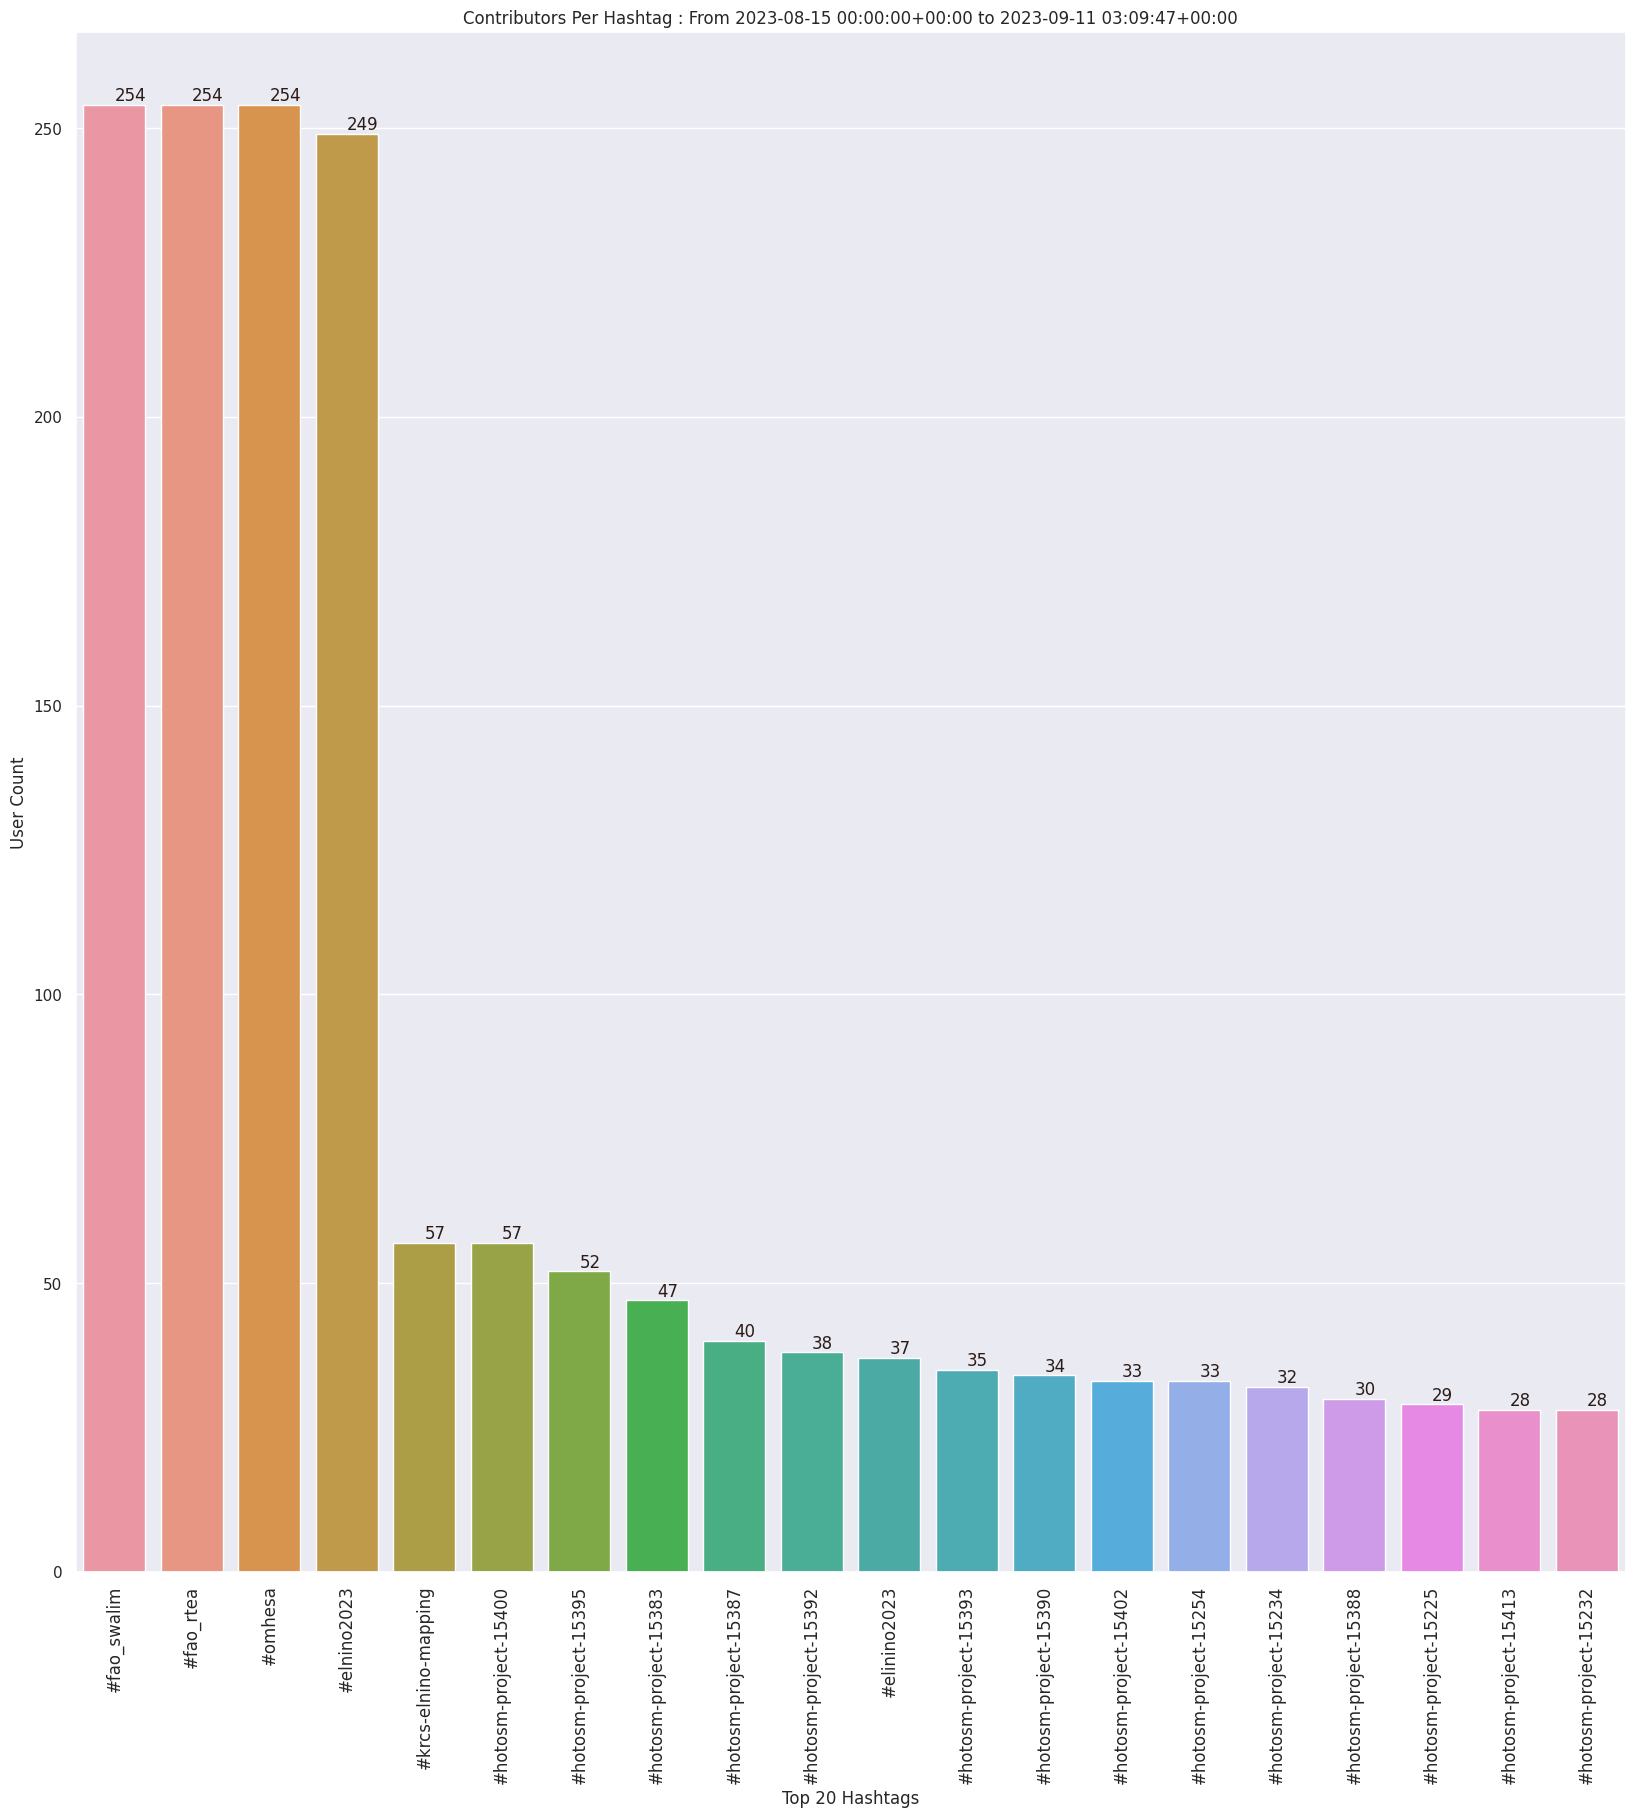 Contributors Per Hashtag : From 2023-08-15 00:00:00+00:00 to 2023-09-11 03:09:47+00:00
User Count
250
200
150
100
50
0
254
254
254
249
57
57
52
47
40
38
37
35
34
33
33
32
30
29
28
28
#fao_swalim
#fao_rtea
#omhesa
#elnino2023
#krcs-elnino-mapping
#hotosm-project-15400
#hotosm-project-15395
#hotosm-project-15383
#hotosm-project-15387
#hotosm-project-15392
#elinino2023
#hotosm-project-15393
#hotosm-project-15390
#hotosm-project-15402
#hotosm-project-15254
#hotosm-project-15234
#hotosm-project-15388
#hotosm-project-15225
#hotosm-project-15413
#hotosm-project-15232
Top 20 Hashtags